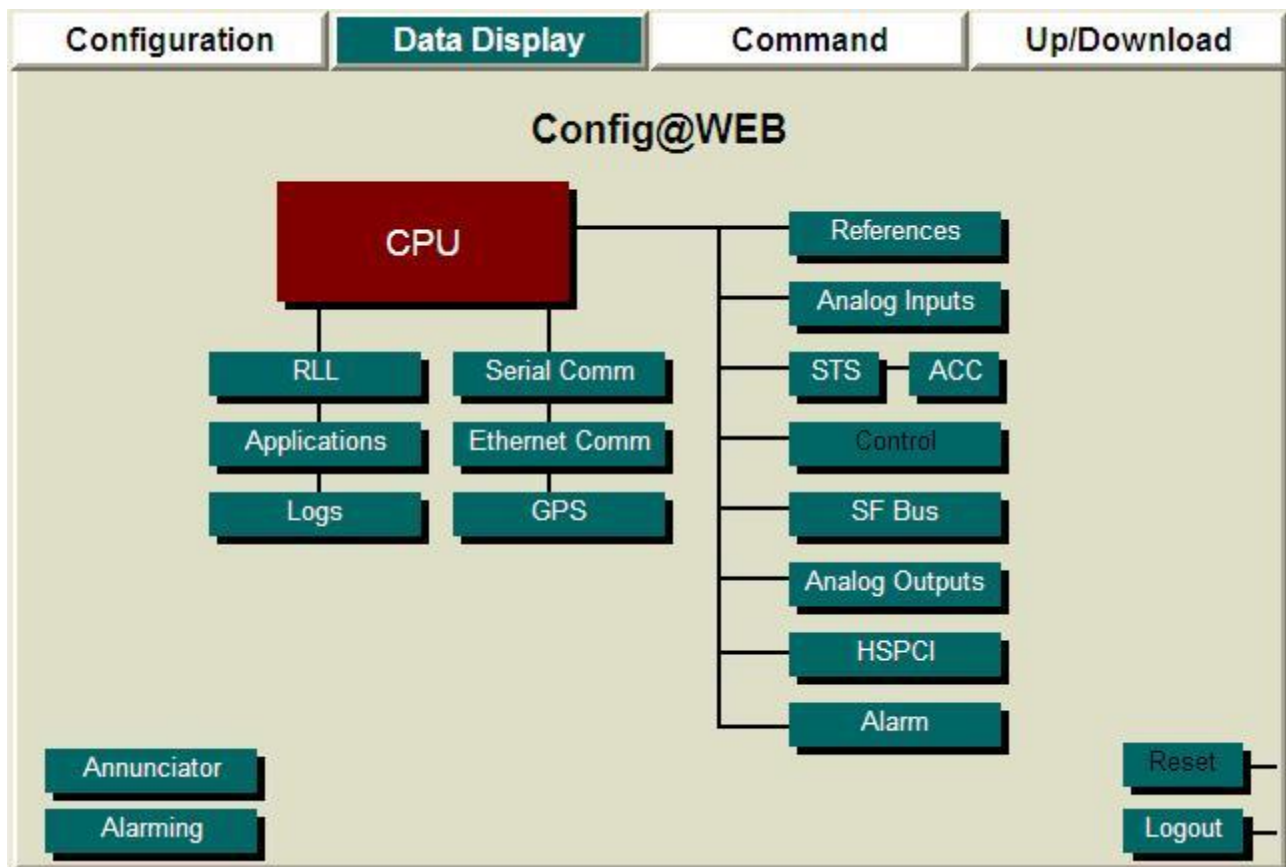 Configuration
Data Display
Command
Up/Download
Config@WEB
CPU
RLL
Applications
Logs
Serial Comm
Ethernet Comm
GPS
References
Analog Inputs
STS
ACC
Control
SF Bus
Analog Outputs
HSPCI
Alarm
Annunciator
Alarming
Reset
Logout